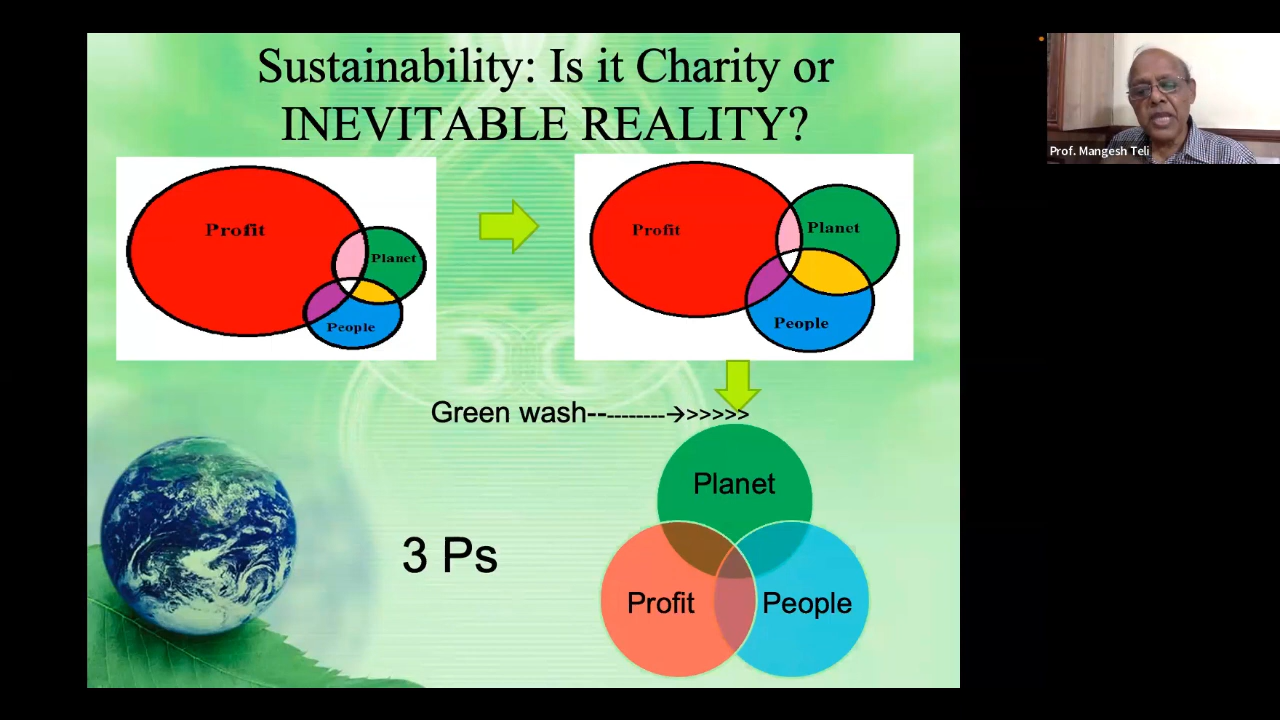 Sustainability: Is it Charity or
INEVITABLE REALITY?
Profit
Planet
People
Profit
Planet
People
Green wash----------→>>>>>
Planet
3 Ps
Profit
People
Prof. Mangesh Teli